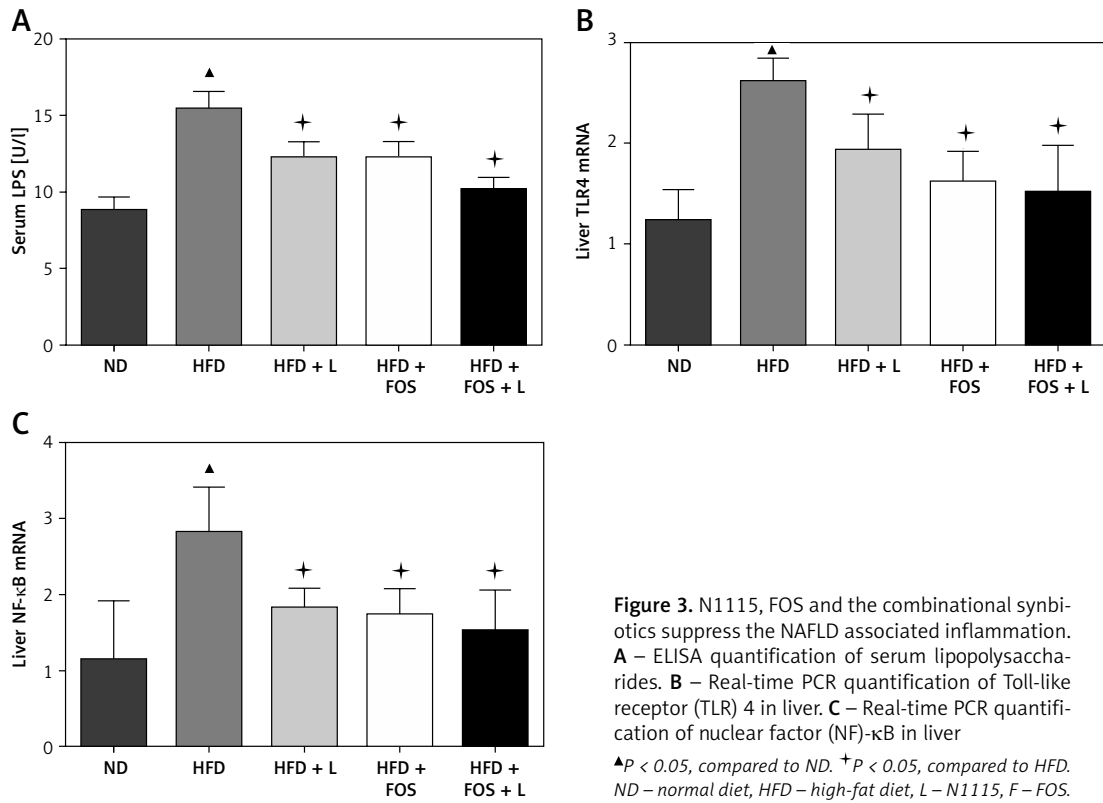 A
20
15
10
5
0
Serum LPS [U/l]
▲
✦
✦
✦
ND
HFD
HFD + L
HFD +
FOS
HFD +
FOS + L
B
3
2
1
0
Liver TLR4 mRNA
▲
✦
✦
✦
ND
HFD
HFD + L
HFD +
FOS
HFD +
FOS + L
C
4
3
2
1
0
Liver NF-κB mRNA
▲
✦
✦
✦
ND
HFD
HFD + L
HFD +
FOS
HFD +
FOS + L
Figure 3. N1115, FOS and the combinational synbi-
otics suppress the NAFLD associated inflammation.
A – ELISA quantification of serum lipopolysaccha-
rides. B – Real-time PCR quantification of Toll-like
receptor (TLR) 4 in liver. C – Real-time PCR quantifi-
cation of nuclear factor (NF)-κB in liver
▲P < 0.05, compared to ND. ✦P < 0.05, compared to HFD.
ND – normal diet, HFD – high-fat diet, L – N1115, F – FOS.